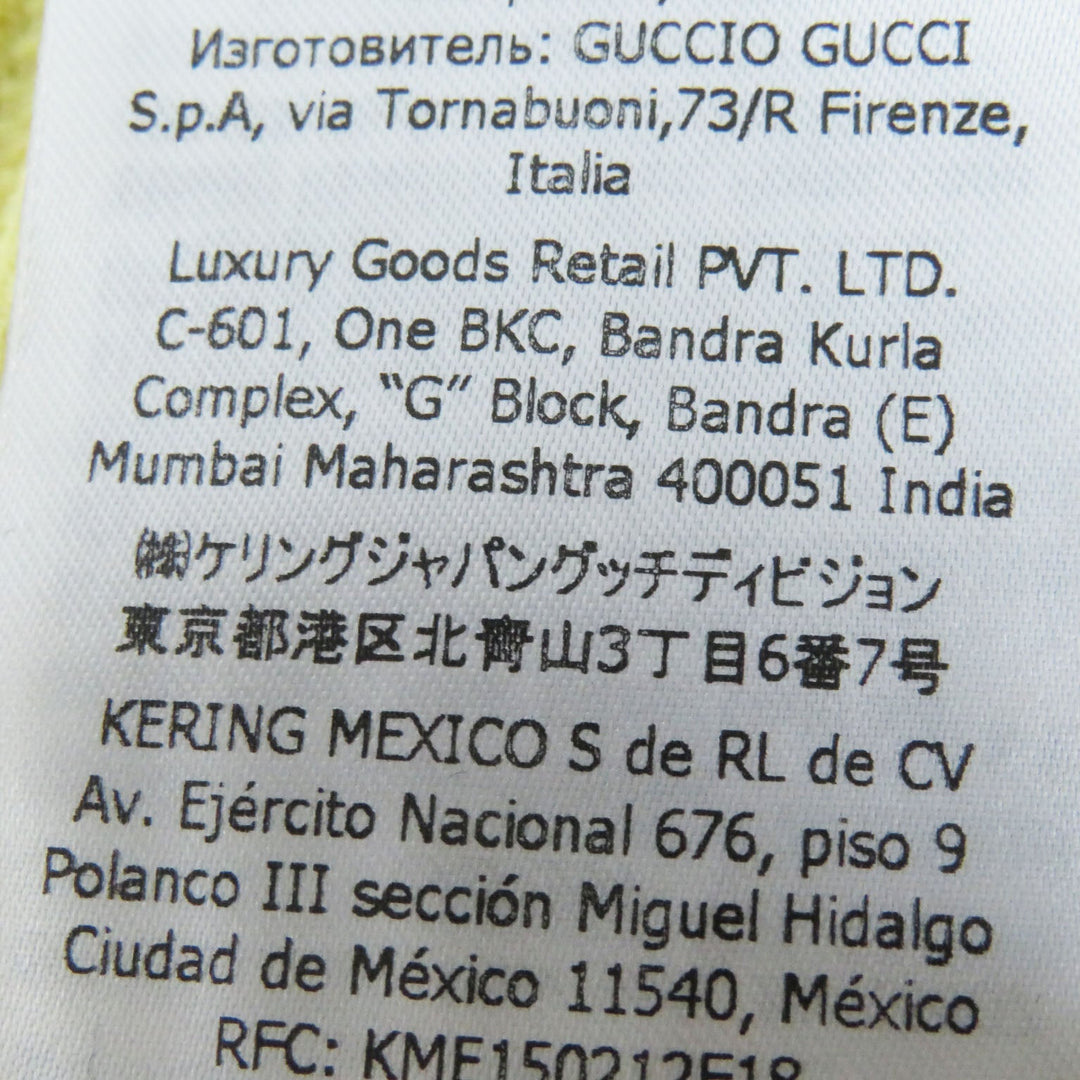 Изготовитель: GUCCIO GUCCI
S.p.A, via Tornabuoni,73/R Firenze,
Italia
Luxury Goods Retail PVT. LTD.
C-601, One BKC, Bandra Kurla
Complex, “G” Block, Bandra (E)
Mumbai Maharashtra 400051 India
㈱ケリングジャパングッチディビジョン
東京都港区北青山3丁目6番7号
KERING MEXICO S de RL de CV
Av. Ejército Nacional 676, piso 9
Polanco III sección Miguel Hidalgo
Ciudad de México 11540, México
RFC: